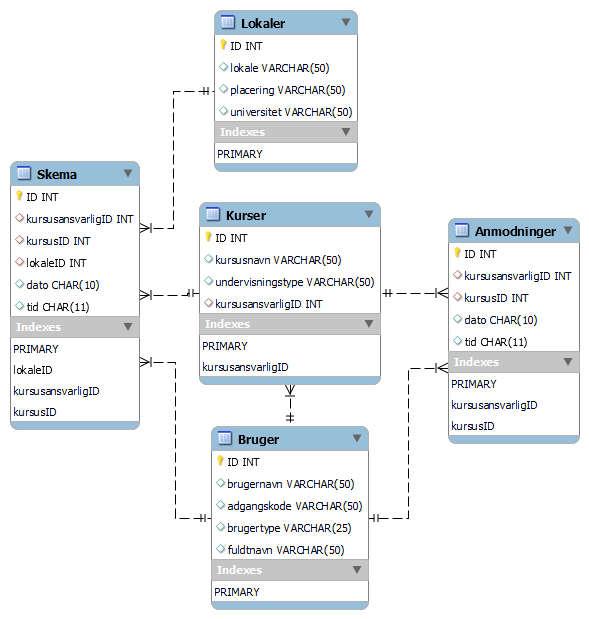 Lokaler
ID INT
lokale VARCHAR(50)
placering VARCHAR(50)
universitet VARCHAR(50)
Indexes
PRIMARY
Skema
ID INT
kursusansvarligID INT
kursusID INT
lokaleID INT
dato CHAR(10)
tid CHAR(11)
Indexes
PRIMARY
lokaleID
kursusansvarligID
kursusID
Kurser
ID INT
kursusnavn VARCHAR(50)
undervisningstype VARCHAR(50)
kursusansvarligID INT
Indexes
PRIMARY
kursusansvarligID
Anmodninger
ID INT
kursusansvarligID INT
kursusID INT
dato CHAR(10)
tid CHAR(11)
Indexes
PRIMARY
kursusansvarligID
kursusID
Bruger
ID INT
brugernavn VARCHAR(50)
adgangskode VARCHAR(50)
brugertype VARCHAR(25)
fuldtnavn VARCHAR(50)
Indexes
PRIMARY